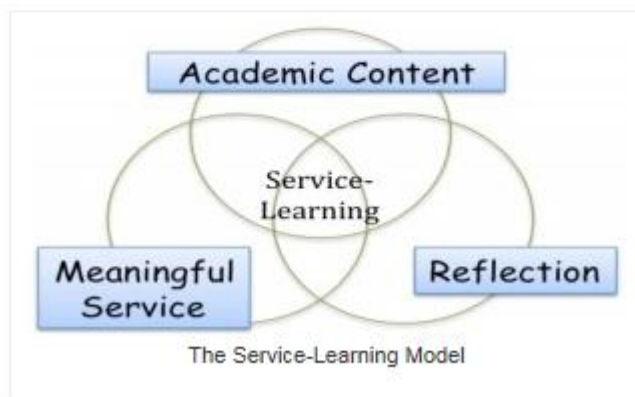 Academic Content
Service-
Learning
Meaningful
Service
Reflection
The Service-Learning Model